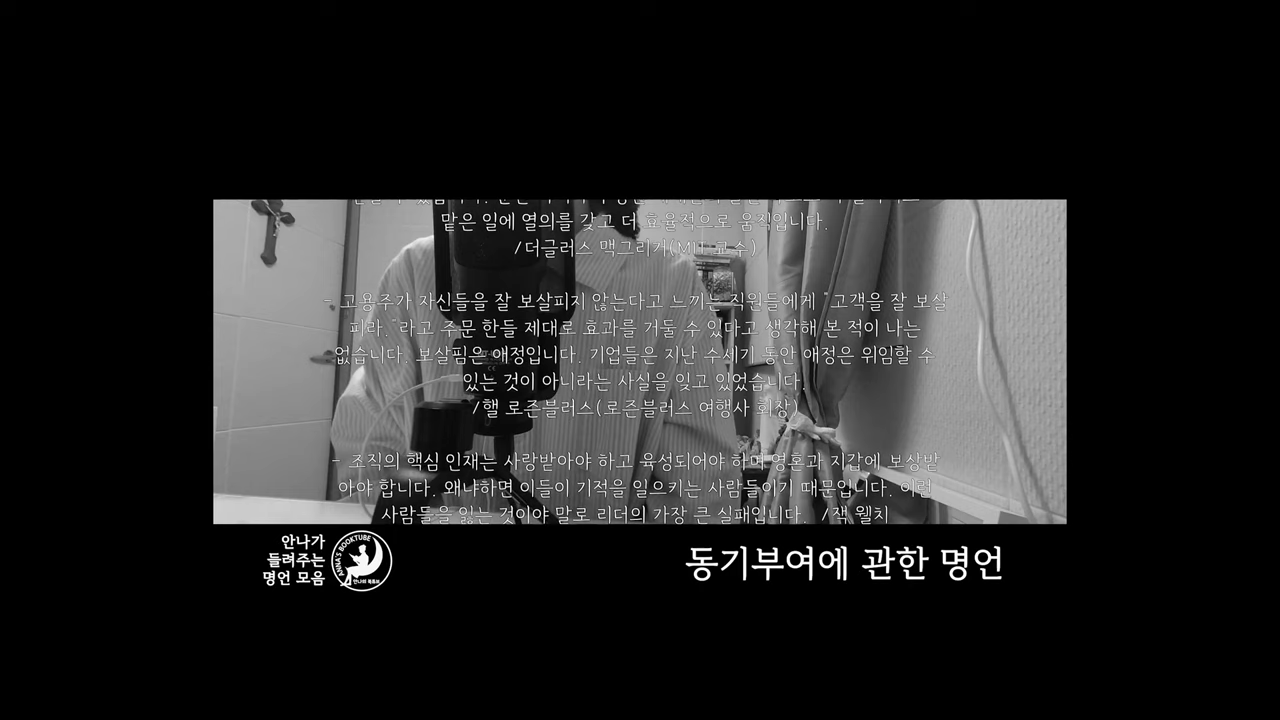 맡은 일에 열의를 갖고 더 효율적으로 움직입니다.
/더글러스 맥그리거(MIT 교수)
- 고용주가 자신들을 잘 보살피지 않는다고 느끼는 직원들에게 "고객을 잘 보살
피라."라고 주문 한들 제대로 효과를 거둘 수 있다고 생각해 본 적이 나는
없습니다. 보살핌은 애정입니다. 기업들은 지난 수세기 동안 애정은 위임할 수
있는 것이 아니라는 사실을 잊고 있었습니다.
/핼 로즌블러스(로즌블러스 여행사 회장)
- 조직의 핵심 인재는 사랑받아야 하고 육성되어야 하며 영혼과 지갑에 보상받
아야 합니다. 왜냐하면 이들이 기적을 일으키는 사람들이기 때문입니다. 이런
사람들을 잃는 것이야 말로 리더의 가장 큰 실패입니다. /잭 웰치
안나가
들려주는
명언 모음
ANNA'S BOOKTUBE
안나의 북튜브
동기부여에 관한 명언